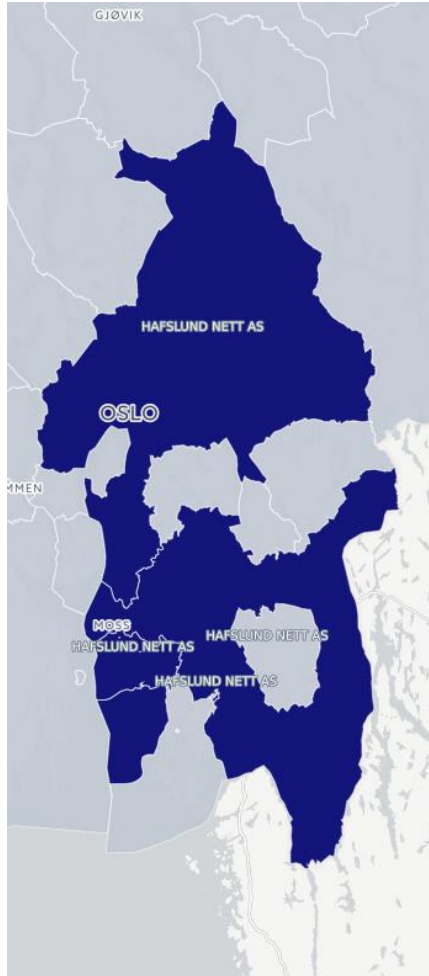 GJØVIK
HAFSLUND NETT AS
OSLO
MMEN
MOSS
HAFSLUND NETT AS
HAFSLUND NETT AS
HAFSLUND NETT AS